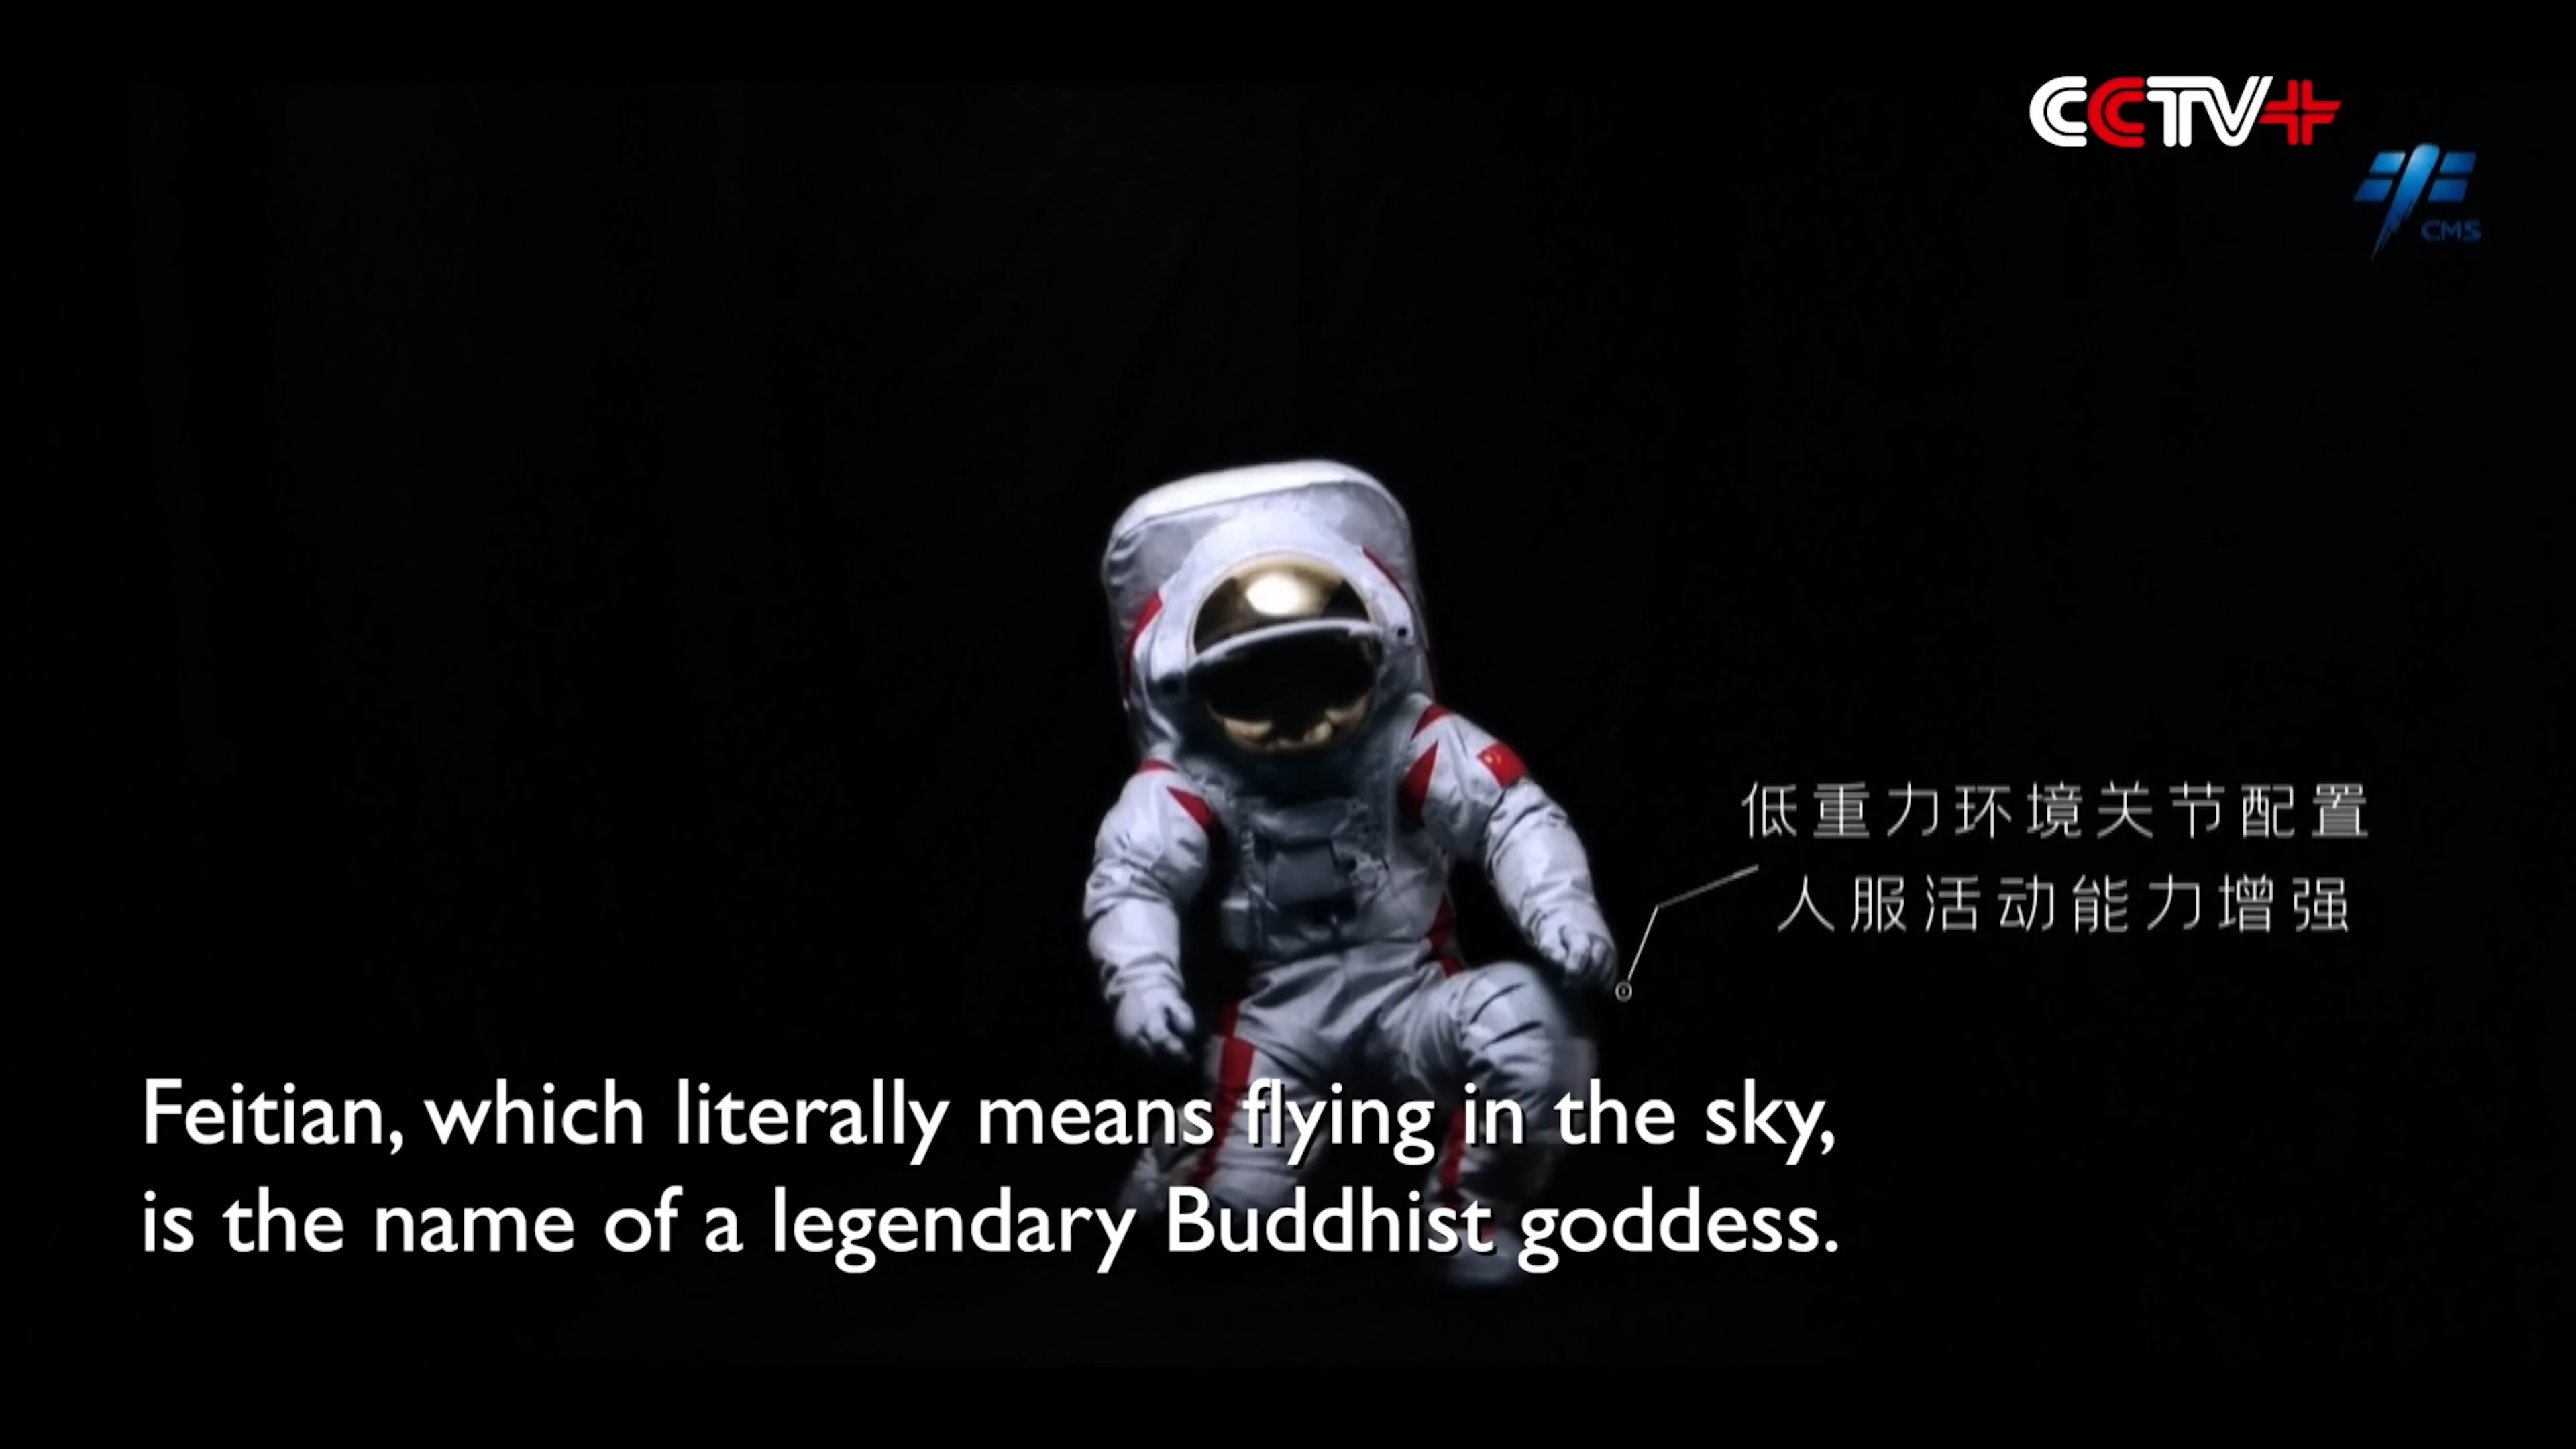 CCTV+
CMS
低重力环境关节配置
人服活动能力增强
Feitian, which literally means flying in the sky,
is the name of a legendary Buddhist goddess.